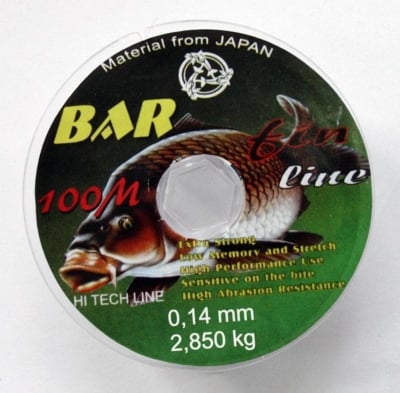 Material from JAPAN
BAR
fin
line
100M
Extra Strong
Low Memory and Stretch
High Performance Use
Sensitive on the bite
High Abrasion Resistance
HI TECH LINE
0,14 mm
2,850 kg